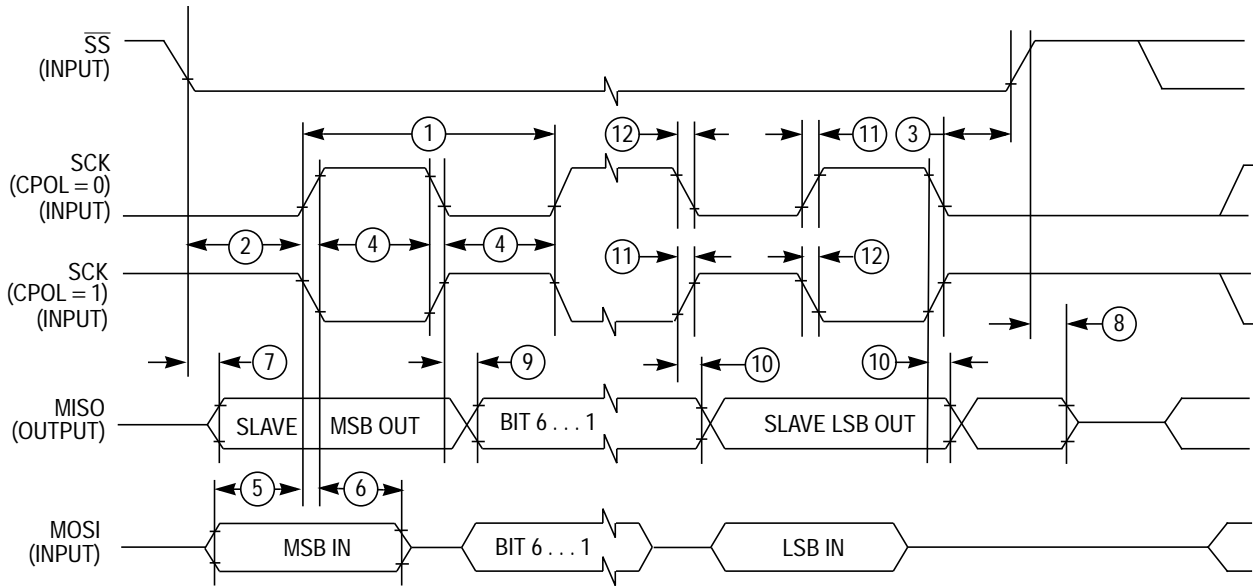 SS
(INPUT)
1
12
11
3
SCK
(CPOL = 0)
(INPUT)
2
4
4
SCK
(CPOL = 1)
(INPUT)
11
12
8
7
9
10
10
MISO
(OUTPUT)
SLAVE MSB OUT
BIT 6 . . . 1
SLAVE LSB OUT
5
6
MOSI
(INPUT)
MSB IN
BIT 6 . . . 1
LSB IN